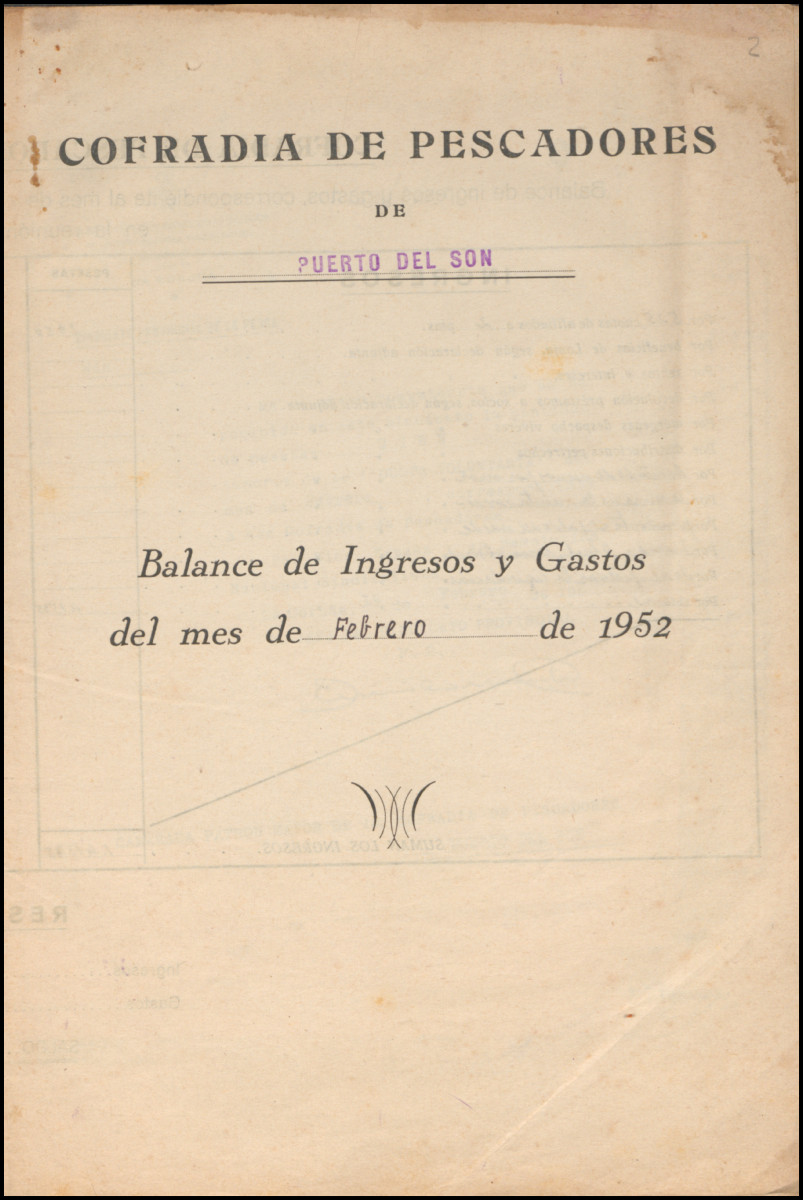 2
COFRADIA DE PESCADORES
DE
PUERTO DEL SON
Balance de Ingresos y Gastos
del mes de Febrero de 1952